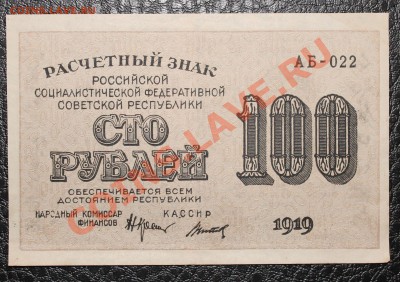 РАСЧЕТНЫЙ ЗНАК
РОССИЙСКОЙ
СОЦИАЛИСТИЧЕСКОЙ ФЕДЕРАТИВНОЙ
СОВЕТСКОЙ РЕСПУБЛИКИ
АБ-022
СТО
РУБЛЕЙ
100
ОБЕСПЕЧИВАЕТСЯ ВСЕМ
ДОСТОЯНИЕМ РЕСПУБЛИКИ
НАРОДНЫЙ КОМИССАР
ФИНАНСОВ
КАССИР
1919